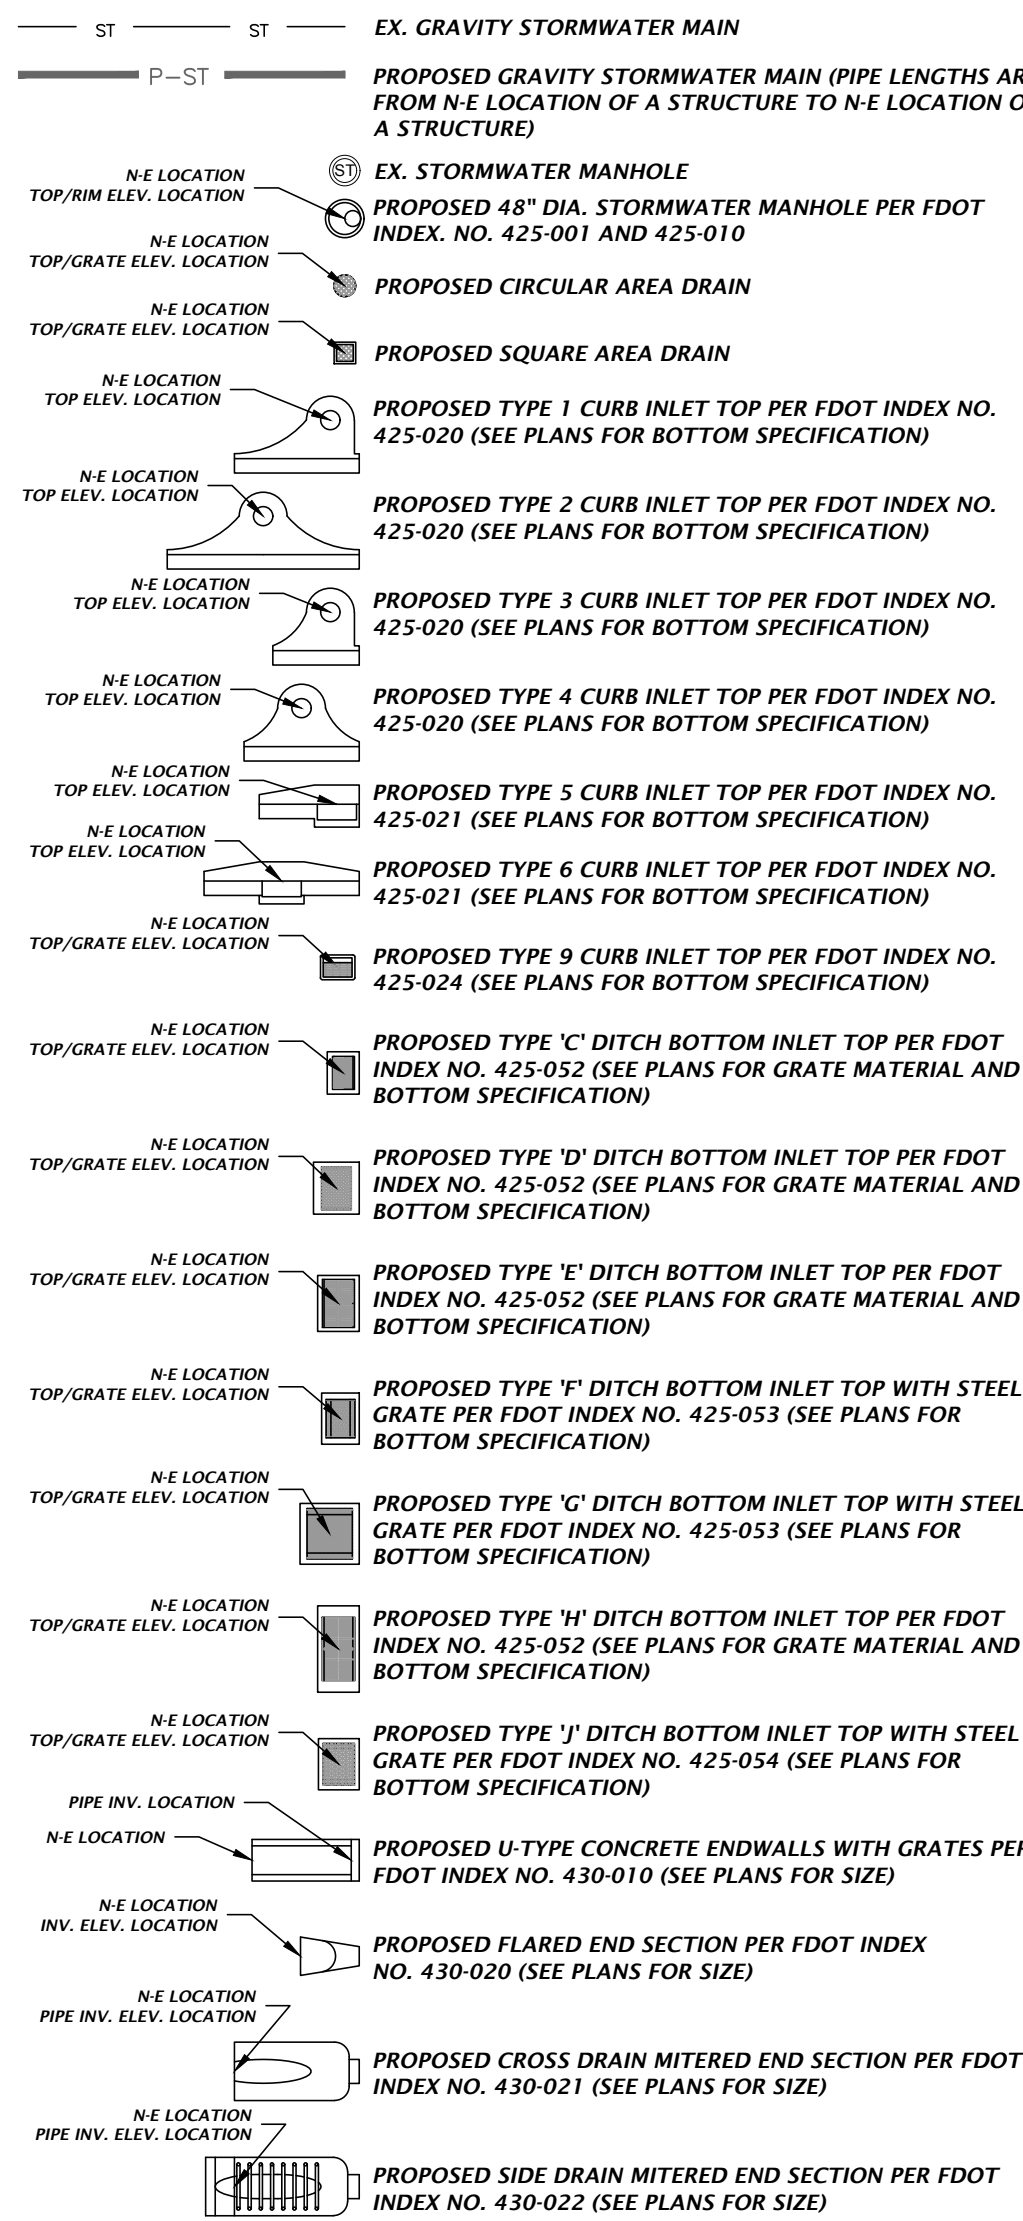 ST ST EX. GRAVITY STORMWATER MAIN
P-ST PROPOSED GRAVITY STORMWATER MAIN (PIPE LENGTHS AR
FROM N-E LOCATION OF A STRUCTURE TO N-E LOCATION O
A STRUCTURE)
ST EX. STORMWATER MANHOLE
N-E LOCATION
TOP/RIM ELEV. LOCATION
PROPOSED 48" DIA. STORMWATER MANHOLE PER FDOT
INDEX. NO. 425-001 AND 425-010
N-E LOCATION
TOP/GRATE ELEV. LOCATION
PROPOSED CIRCULAR AREA DRAIN
N-E LOCATION
TOP/GRATE ELEV. LOCATION
PROPOSED SQUARE AREA DRAIN
N-E LOCATION
TOP ELEV. LOCATION
PROPOSED TYPE 1 CURB INLET TOP PER FDOT INDEX NO.
425-020 (SEE PLANS FOR BOTTOM SPECIFICATION)
N-E LOCATION
TOP ELEV. LOCATION
PROPOSED TYPE 2 CURB INLET TOP PER FDOT INDEX NO.
425-020 (SEE PLANS FOR BOTTOM SPECIFICATION)
N-E LOCATION
TOP ELEV. LOCATION
PROPOSED TYPE 3 CURB INLET TOP PER FDOT INDEX NO.
425-020 (SEE PLANS FOR BOTTOM SPECIFICATION)
N-E LOCATION
TOP ELEV. LOCATION
PROPOSED TYPE 4 CURB INLET TOP PER FDOT INDEX NO.
425-020 (SEE PLANS FOR BOTTOM SPECIFICATION)
N-E LOCATION
TOP ELEV. LOCATION
PROPOSED TYPE 5 CURB INLET TOP PER FDOT INDEX NO.
425-021 (SEE PLANS FOR BOTTOM SPECIFICATION)
N-E LOCATION
TOP ELEV. LOCATION
PROPOSED TYPE 6 CURB INLET TOP PER FDOT INDEX NO.
425-021 (SEE PLANS FOR BOTTOM SPECIFICATION)
N-E LOCATION
TOP/GRATE ELEV. LOCATION
PROPOSED TYPE 9 CURB INLET TOP PER FDOT INDEX NO.
425-024 (SEE PLANS FOR BOTTOM SPECIFICATION)
N-E LOCATION
TOP/GRATE ELEV. LOCATION
PROPOSED TYPE 'C' DITCH BOTTOM INLET TOP PER FDOT
INDEX NO. 425-052 (SEE PLANS FOR GRATE MATERIAL AND
BOTTOM SPECIFICATION)
N-E LOCATION
TOP/GRATE ELEV. LOCATION
PROPOSED TYPE 'D' DITCH BOTTOM INLET TOP PER FDOT
INDEX NO. 425-052 (SEE PLANS FOR GRATE MATERIAL AND
BOTTOM SPECIFICATION)
N-E LOCATION
TOP/GRATE ELEV. LOCATION
PROPOSED TYPE 'E' DITCH BOTTOM INLET TOP PER FDOT
INDEX NO. 425-052 (SEE PLANS FOR GRATE MATERIAL AND
BOTTOM SPECIFICATION)
N-E LOCATION
TOP/GRATE ELEV. LOCATION
PROPOSED TYPE 'F' DITCH BOTTOM INLET TOP WITH STEEL
GRATE PER FDOT INDEX NO. 425-053 (SEE PLANS FOR
BOTTOM SPECIFICATION)
N-E LOCATION
TOP/GRATE ELEV. LOCATION
PROPOSED TYPE 'G' DITCH BOTTOM INLET TOP WITH STEEL
GRATE PER FDOT INDEX NO. 425-053 (SEE PLANS FOR
BOTTOM SPECIFICATION)
N-E LOCATION
TOP/GRATE ELEV. LOCATION
PROPOSED TYPE 'H' DITCH BOTTOM INLET TOP PER FDOT
INDEX NO. 425-052 (SEE PLANS FOR GRATE MATERIAL AND
BOTTOM SPECIFICATION)
N-E LOCATION
TOP/GRATE ELEV. LOCATION
PROPOSED TYPE 'J' DITCH BOTTOM INLET TOP WITH STEEL
GRATE PER FDOT INDEX NO. 425-054 (SEE PLANS FOR
BOTTOM SPECIFICATION)
PIPE INV. LOCATION
N-E LOCATION
PROPOSED U-TYPE CONCRETE ENDWALLS WITH GRATES PER
FDOT INDEX NO. 430-010 (SEE PLANS FOR SIZE)
N-E LOCATION
INV. ELEV. LOCATION
PROPOSED FLARED END SECTION PER FDOT INDEX
NO. 430-020 (SEE PLANS FOR SIZE)
N-E LOCATION
PIPE INV. ELEV. LOCATION
PROPOSED CROSS DRAIN MITERED END SECTION PER FDOT
INDEX NO. 430-021 (SEE PLANS FOR SIZE)
N-E LOCATION
PIPE INV. ELEV. LOCATION
PROPOSED SIDE DRAIN MITERED END SECTION PER FDOT
INDEX NO. 430-022 (SEE PLANS FOR SIZE)